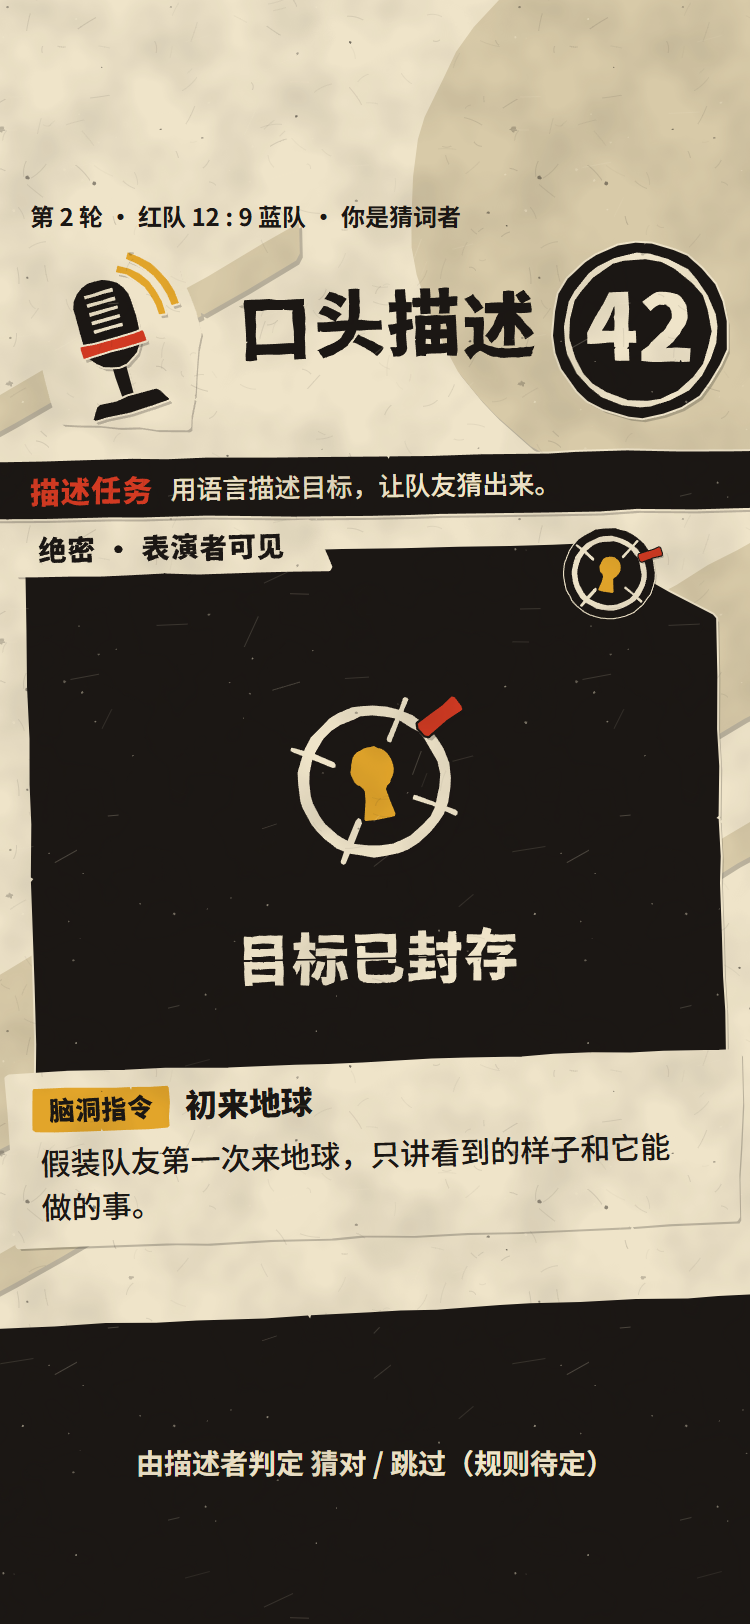 第 2 轮 · 红队 12 : 9 蓝队 · 你是猜词者
口头描述
42
描述任务 用语言描述目标，让队友猜出来。
绝密 · 表演者可见
目标已封存
脑洞指令 初来地球
假装队友第一次来地球，只讲看到的样子和它能
做的事。
由描述者判定 猜对 / 跳过（规则待定）